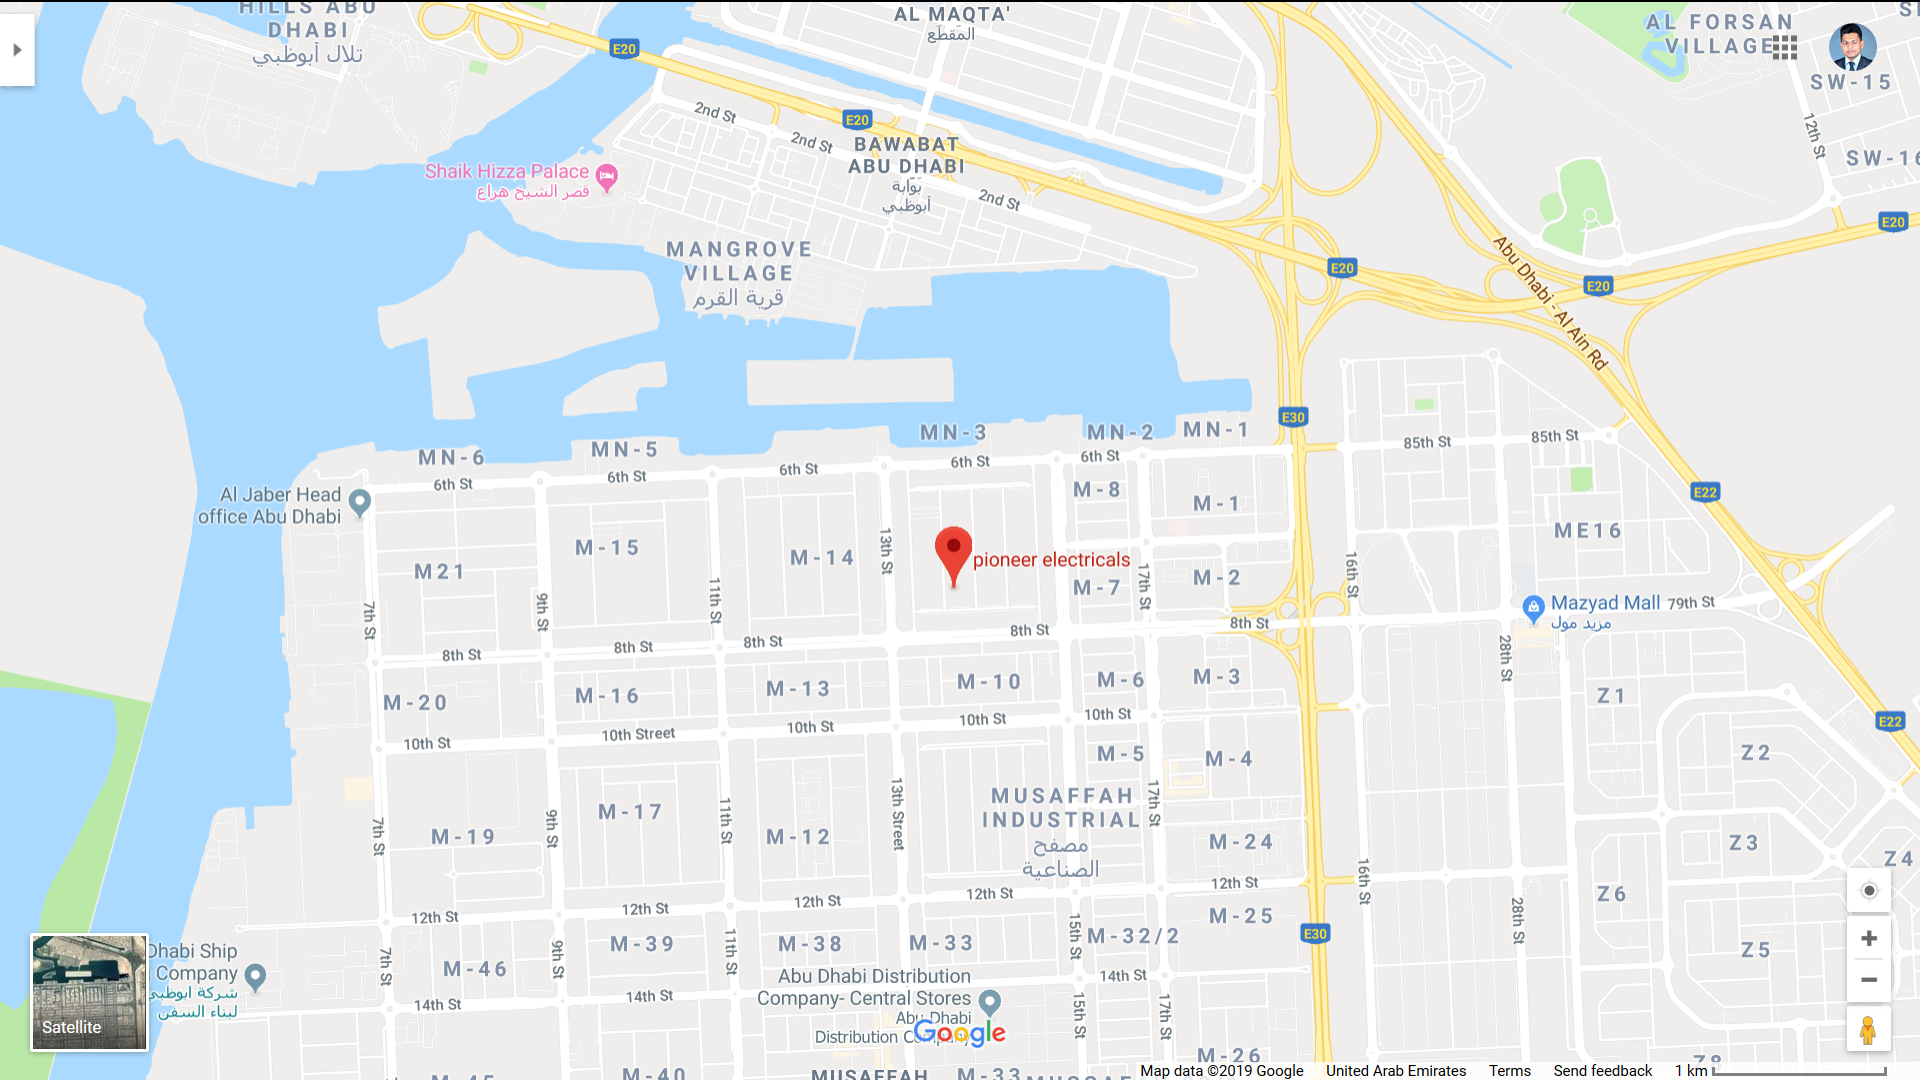 HILLS ABU
DHABI
تلال أبوظبي
AL MAQTA'
المقطع
AL FORSAN
VILLAGE
SW-15
SW-16
12th St
E20
E20
2nd St
2nd St
2nd St
BAWABAT
ABU DHABI
بَوّابة
أبوظبي
Shaik Hizza Palace
قصر الشيخ هزاع
MANGROVE
VILLAGE
قرية القرم
E20
E20
E20
Abu Dhabi - Al Ain Rd
E30
MN-6
MN-5
MN-3
MN-2
MN-1
6th St
6th St
6th St
6th St
6th St
85th St
85th St
Al Jaber Head
office Abu Dhabi
M-8
M-1
E22
ME16
M21
M-15
M-14
pioneer electricals
M-7
M-2
7th St
9th St
11th St
13th St
17th St
16th St
Mazyad Mall
مزيد مول
79th St
8th St
8th St
8th St
8th St
8th St
28th St
M-20
M-16
M-13
M-10
M-6
M-3
Z1
10th St
10th Street
10th St
10th St
10th St
E22
M-5
M-4
Z2
M-19
M-17
M-12
MUSAFFAH
INDUSTRIAL
مصفح
الصناعية
7th St
9th St
11th St
13th Street
17th St
M-24
Z3
Z4
16th St
12th St
12th St
12th St
12th St
12th St
Z6
M-25
28th St
E30
M-46
M-39
M-38
M-33
M-32/2
Z5
7th St
9th St
11th St
15th St
Dhabi Ship
Company
شركة ابوظبي
لبناء السفن
Abu Dhabi Distribution
Company- Central Stores
Abu Dhabi
Distribution
14th St
14th St
14th St
15th St
17th St
Satellite
Google
M-26
M-45
M-40
MUSAFFAH
M-33
Z8
Map data ©2019 Google
United Arab Emirates
Terms
Send feedback
1 km